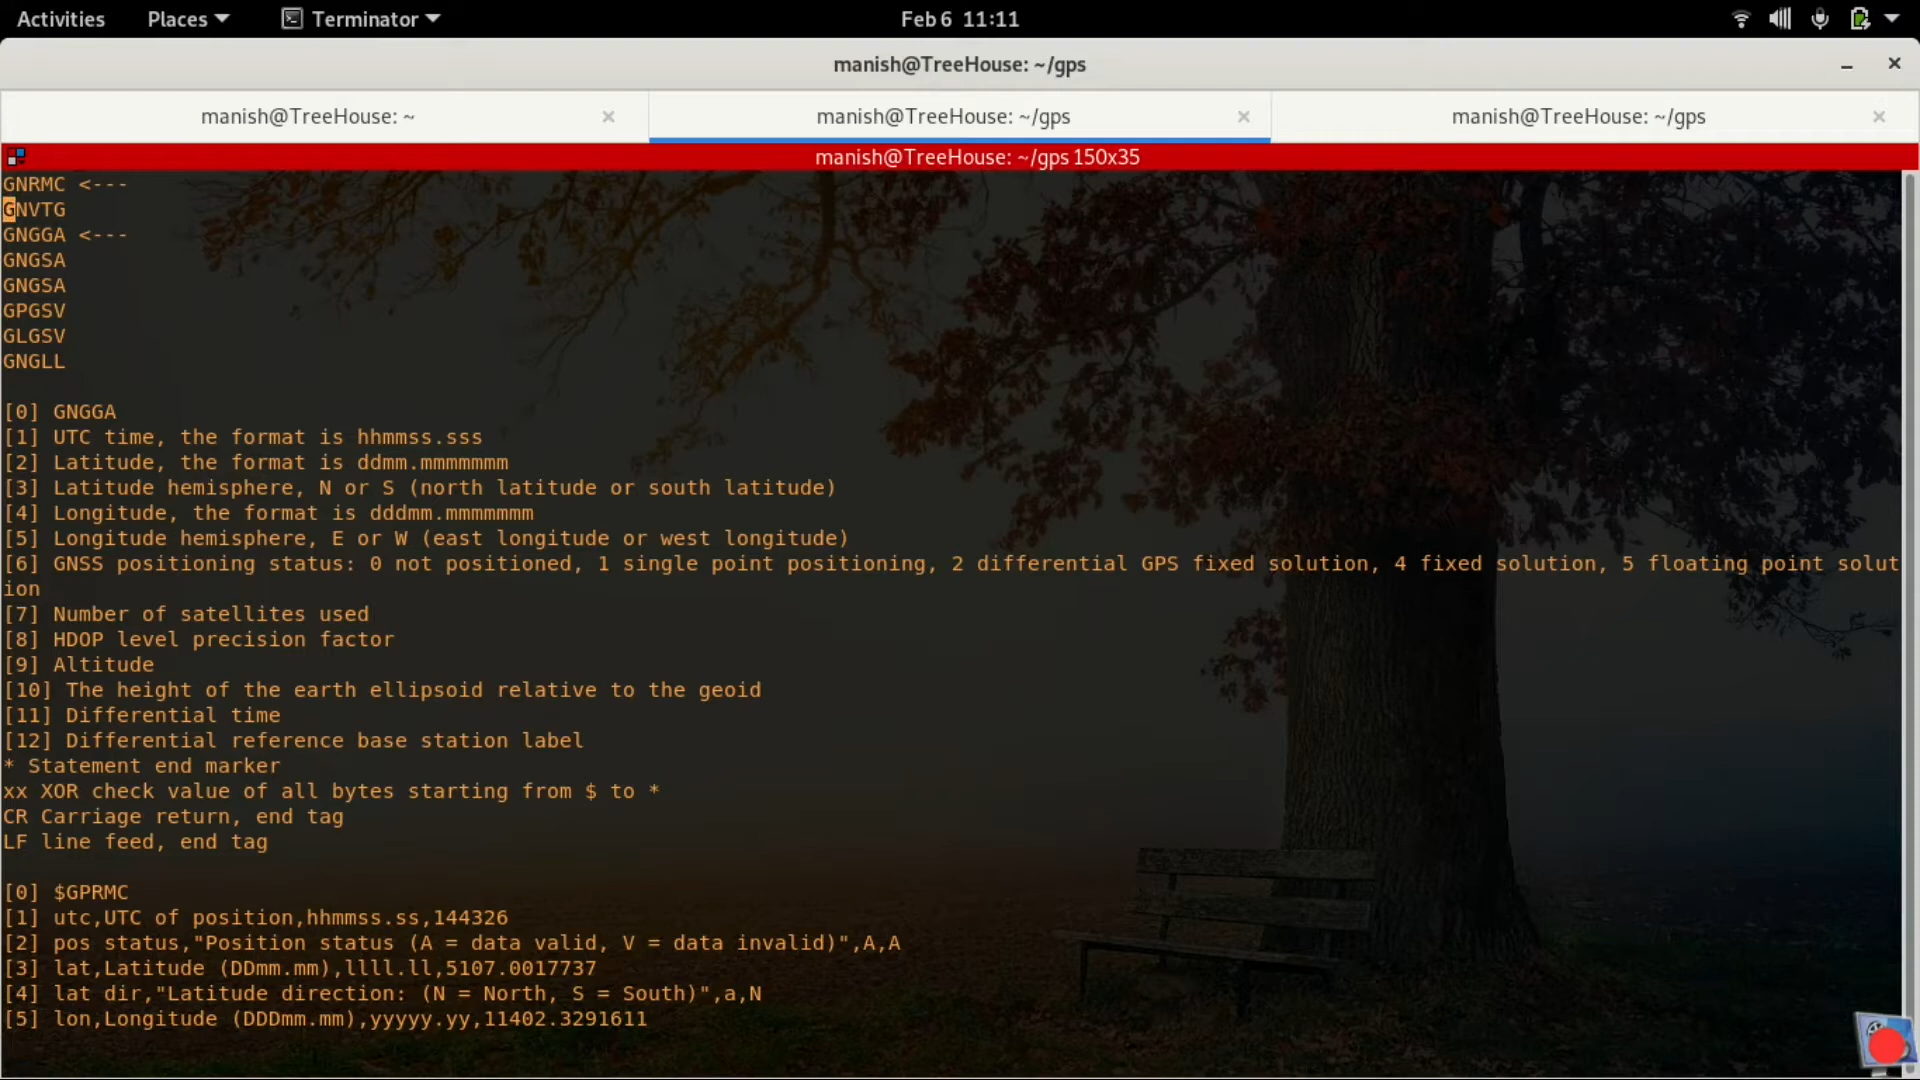 Activities Places Terminator Feb 6 11:11
manish@TreeHouse: ~/gps
manish@TreeHouse: ~ × manish@TreeHouse: ~/gps × manish@TreeHouse: ~/gps ×
manish@TreeHouse: ~/gps 150x35
GNRMC <---
GNVTG
GNGGA <---
GNGSA
GNGSA
GPGSV
GLGSV
GNGLL
[0] GNGGA
[1] UTC time, the format is hhmmss.sss
[2] Latitude, the format is ddmm.mmmmmmm
[3] Latitude hemisphere, N or S (north latitude or south latitude)
[4] Longitude, the format is dddmm.mmmmmmm
[5] Longitude hemisphere, E or W (east longitude or west longitude)
[6] GNSS positioning status: 0 not positioned, 1 single point positioning, 2 differential GPS fixed solution, 4 fixed solution, 5 floating point solut
ion
[7] Number of satellites used
[8] HDOP level precision factor
[9] Altitude
[10] The height of the earth ellipsoid relative to the geoid
[11] Differential time
[12] Differential reference base station label
* Statement end marker
xx XOR check value of all bytes starting from $ to *
CR Carriage return, end tag
LF line feed, end tag
[0] $GPRMC
[1] utc,UTC of position,hhmmss.ss,144326
[2] pos status,"Position status (A = data valid, V = data invalid)",A,A
[3] lat,Latitude (DDmm.mm),llll.ll,5107.0017737
[4] lat dir,"Latitude direction: (N = North, S = South)",a,N
[5] lon,Longitude (DDDmm.mm),yyyyy.yy,11402.3291611